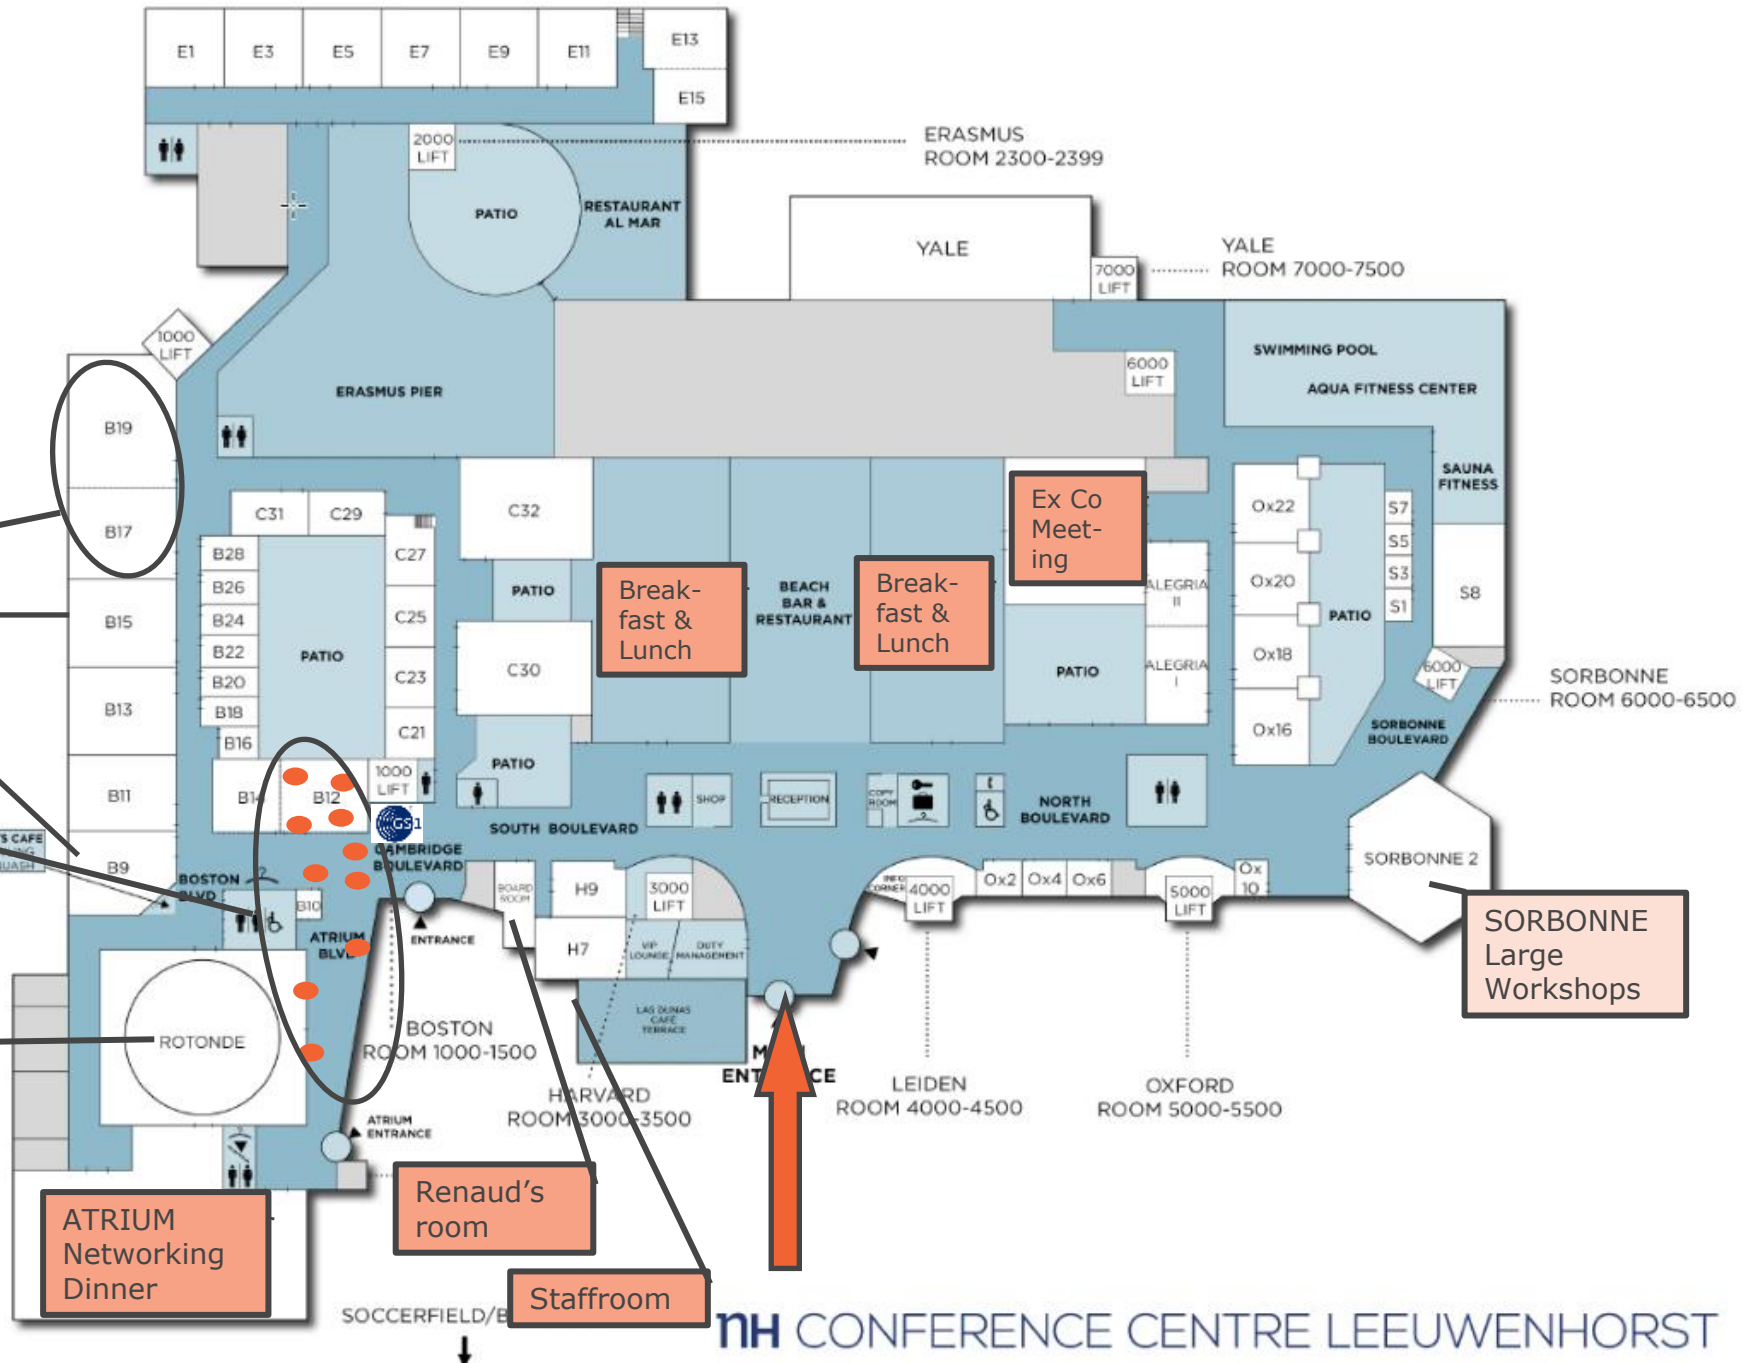 E1
E3
E5
E7
E9
E11
E13
E15
2000
LIFT
ERASMUS
ROOM 2300-2399
PATIO
RESTAURANT
AL MAR
YALE
7000
LIFT
YALE
ROOM 7000-7500
1000
LIFT
ERASMUS PIER
6000
LIFT
SWIMMING POOL
AQUA FITNESS CENTER
SAUNA
FITNESS
B19
B17
B15
B13
B11
B9
C31
C29
B28
B26
B24
B22
B20
B18
B16
B14
B12
PATIO
C27
C25
C23
C21
1000
LIFT
C32
PATIO
C30
PATIO
Break-
fast &
Lunch
BEACH
BAR &
RESTAURANT
Break-
fast &
Lunch
Ex Co
Meet-
ing
ALEGRIA
II
ALEGRIA
I
PATIO
Ox22
Ox20
Ox18
Ox16
PATIO
S7
S5
S3
S1
S8
6000
LIFT
SORBONNE
ROOM 6000-6500
SORBONNE
BOULEVARD
GS1
SOUTH BOULEVARD
SHOP
RECEPTION
COPY
ROOM
NORTH
BOULEVARD
CAMBRIDGE
BOULEVARD
'S CAFE
BOSTON
BLVD
B10
ATRIUM
BLVD
ENTRANCE
BOARD
ROOM
H9
3000
LIFT
H7
VIP
LOUNGE
DUTY
MANAGEMENT
LAS DUNAS
CAFÉ
TERRACE
INFO
CORNER
4000
LIFT
Ox2
Ox4
Ox6
5000
LIFT
Ox
10
SORBONNE 2
SORBONNE
Large
Workshops
ROTONDE
BOSTON
ROOM 1000-1500
HARVARD
ROOM 3000-3500
MAIN
ENTRANCE
LEIDEN
ROOM 4000-4500
OXFORD
ROOM 5000-5500
ATRIUM
ENTRANCE
ATRIUM
Networking
Dinner
Renaud's
room
Staffroom
SOCCERFIELD/B
nH CONFERENCE CENTRE LEEUWENHORST